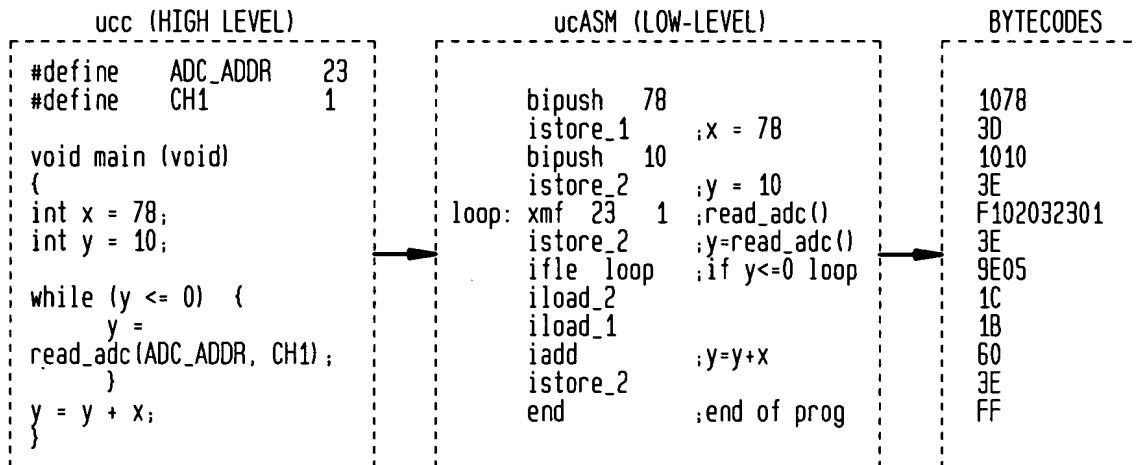 ucc (HIGH LEVEL)
#define ADC_ADDR 23
#define CH1 1
void main (void)
{
int x = 78;
int y = 10;
while (y <= 0) {
y =
read_adc(ADC_ADDR, CH1);
}
y = y + x;
}
ucASM (LOW-LEVEL)
bipush 78
istore_1 ;x = 78
bipush 10
istore_2 ;y = 10
loop: xmf 23 1 ;read_adc()
istore_2 ;y=read_adc()
ifle loop ;if y<=0 loop
iload_2
iload_1
iadd ;y=y+x
istore_2
end ;end of prog
BYTECODES
1078
3D
1010
3E
F102032301
3E
9E05
1C
1B
60
3E
FF